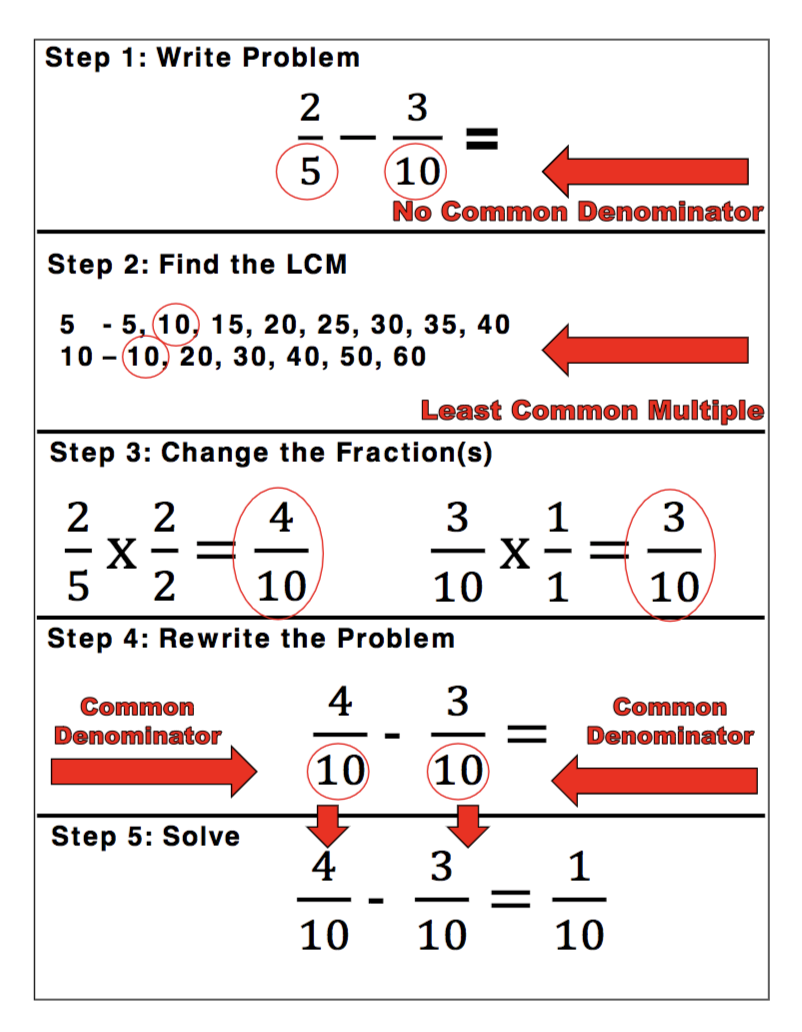 Step 1: Write Problem
2/5 − 3/10 =
No Common Denominator
Step 2: Find the LCM
5 - 5, 10, 15, 20, 25, 30, 35, 40
10 – 10, 20, 30, 40, 50, 60
Least Common Multiple
Step 3: Change the Fraction(s)
2/5 x 2/2 = 4/10 3/10 x 1/1 = 3/10
Step 4: Rewrite the Problem
Common Denominator
4/10 - 3/10 =
Common Denominator
Step 5: Solve
4/10 - 3/10 = 1/10